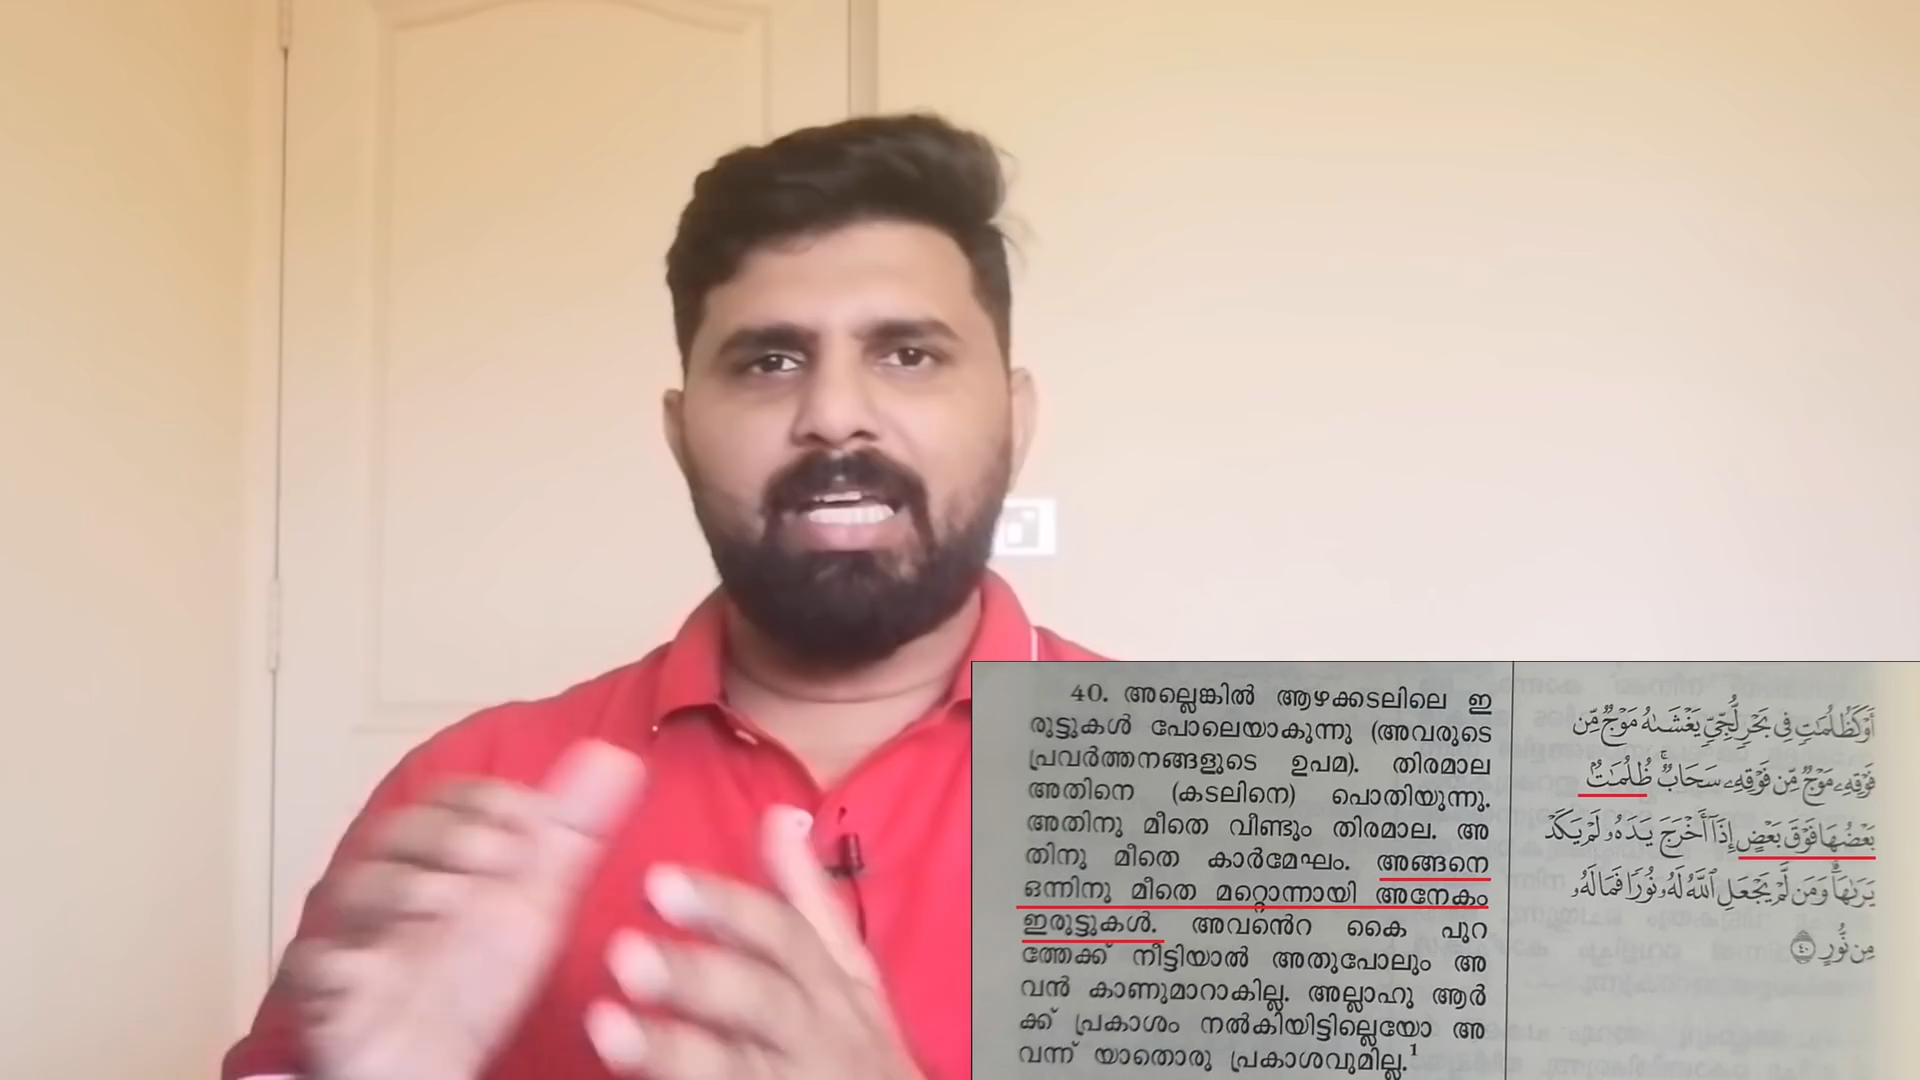 40. അല്ലെങ്കിൽ ആഴക്കടലിലെ ഇ
രുട്ടുകൾ പോലെയാകുന്നു (അവരുടെ
പ്രവർത്തനങ്ങളുടെ ഉപമ). തിരമാല
അതിനെ (കടലിനെ) പൊതിയുന്നു.
അതിനു മീതെ വീണ്ടും തിരമാല. അ
തിനു മീതെ കാർമേഘം. അങ്ങനെ
ഒന്നിനു മീതെ മറ്റൊന്നായി അനേകം
ഇരുട്ടുകൾ. അവൻെറ കൈ പുറ
ത്തേക്ക് നീട്ടിയാൽ അതുപോലും അ
വൻ കാണുമാറാകില്ല. അല്ലാഹു ആർ
ക്ക് പ്രകാശം നൽകിയിട്ടില്ലെയോ അ
വന്ന് യാതൊരു പ്രകാശവുമില്ല.¹
أَوْ كَظُلُمَٰتٍ فِى بَحْرٍ لُّجِّىٍّ يَغْشَىٰهُ مَوْجٌ مِّن
فَوْقِهِۦ مَوْجٌ مِّن فَوْقِهِۦ سَحَابٌ ۚ ظُلُمَٰتٌۢ
بَعْضُهَا فَوْقَ بَعْضٍ إِذَآ أَخْرَجَ يَدَهُۥ لَمْ يَكَدْ
يَرَىٰهَا ۗ وَمَن لَّمْ يَجْعَلِ ٱللَّهُ لَهُۥ نُورًا فَمَا لَهُۥ
مِن نُّورٍ ٤٠